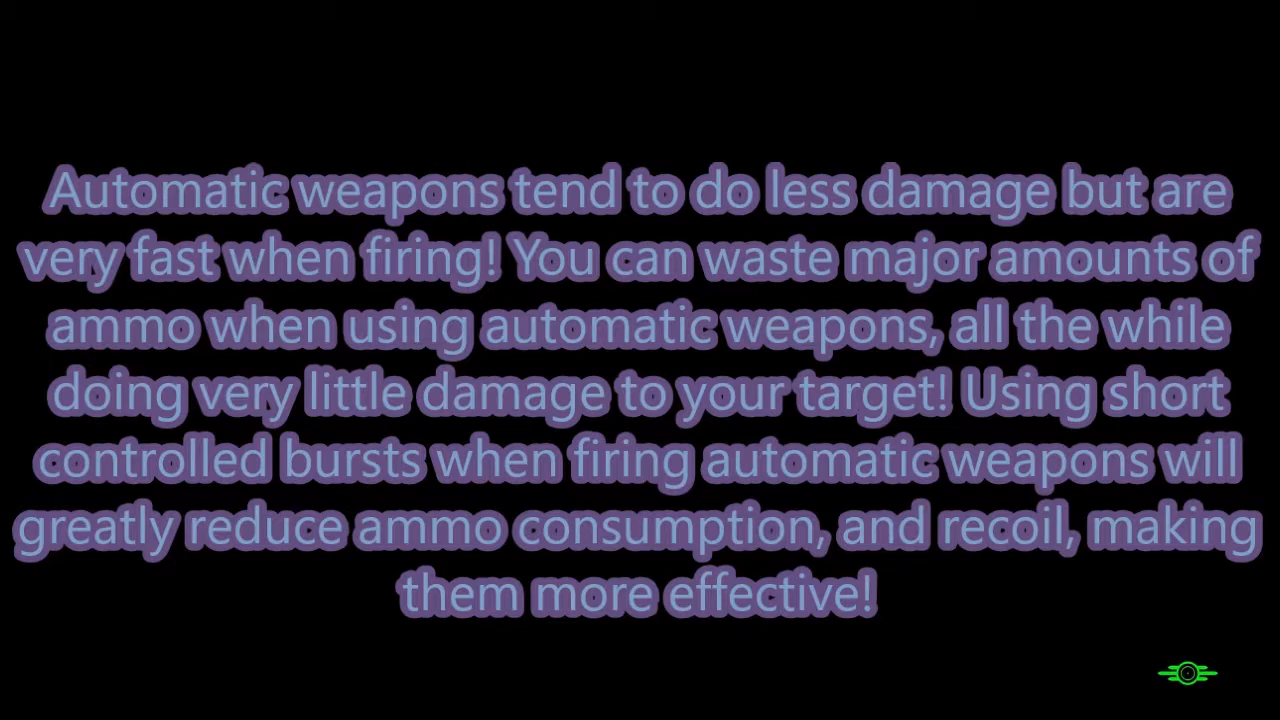 Automatic weapons tend to do less damage but are
very fast when firing! You can waste major amounts of
ammo when using automatic weapons, all the while
doing very little damage to your target! Using short
controlled bursts when firing automatic weapons will
greatly reduce ammo consumption, and recoil, making
them more effective!